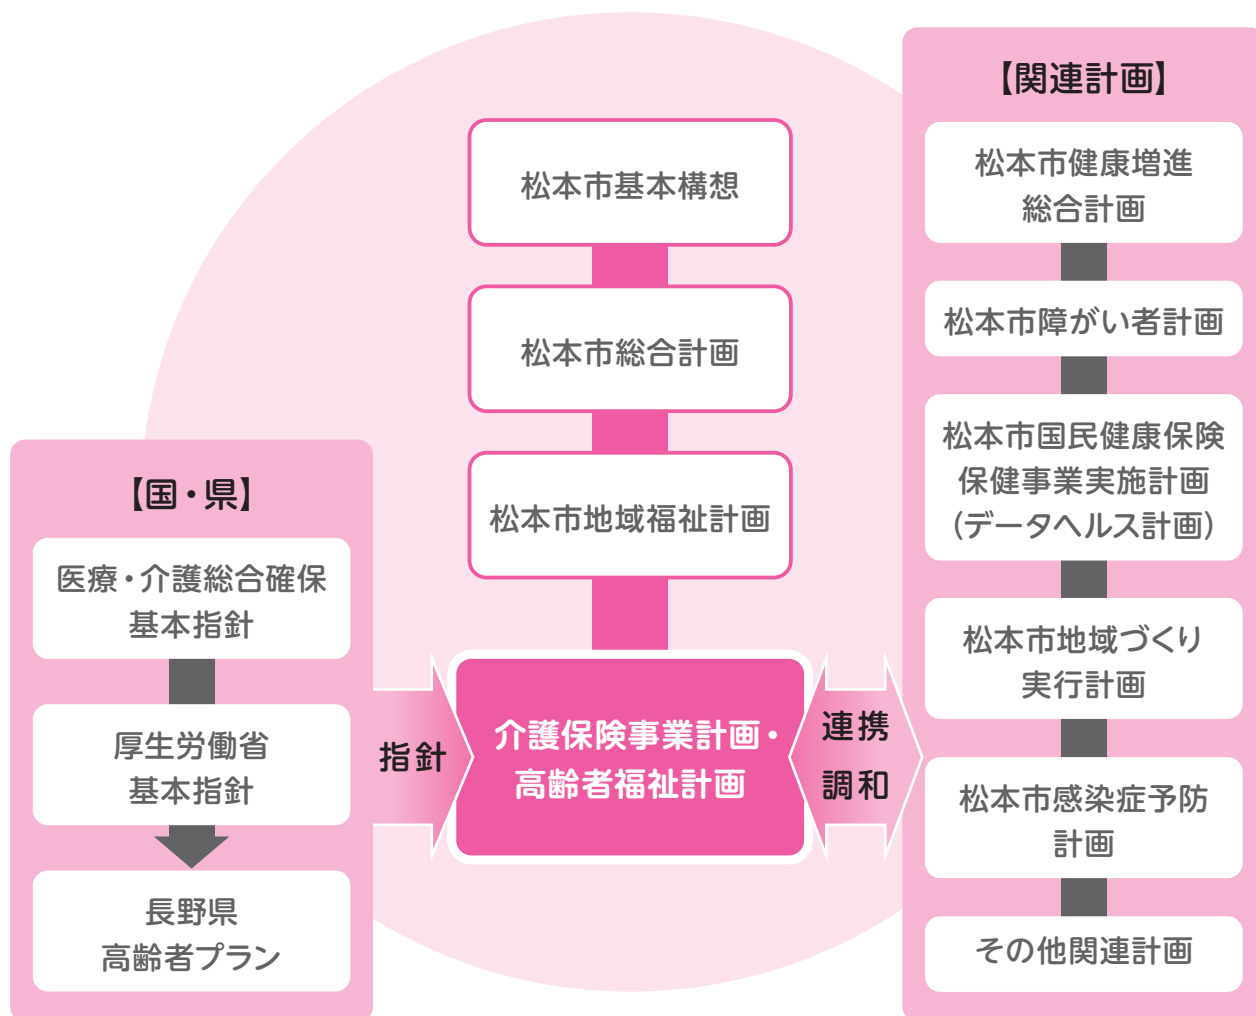 松本市基本構想
松本市総合計画
松本市地域福祉計画
【国・県】
医療・介護総合確保
基本指針
厚生労働省
基本指針
長野県
高齢者プラン
指針
介護保険事業計画・
高齢者福祉計画
連携
調和
【関連計画】
松本市健康増進
総合計画
松本市障がい者計画
松本市国民健康保険
保健事業実施計画
(データヘルス計画)
松本市地域づくり
実行計画
松本市感染症予防
計画
その他関連計画